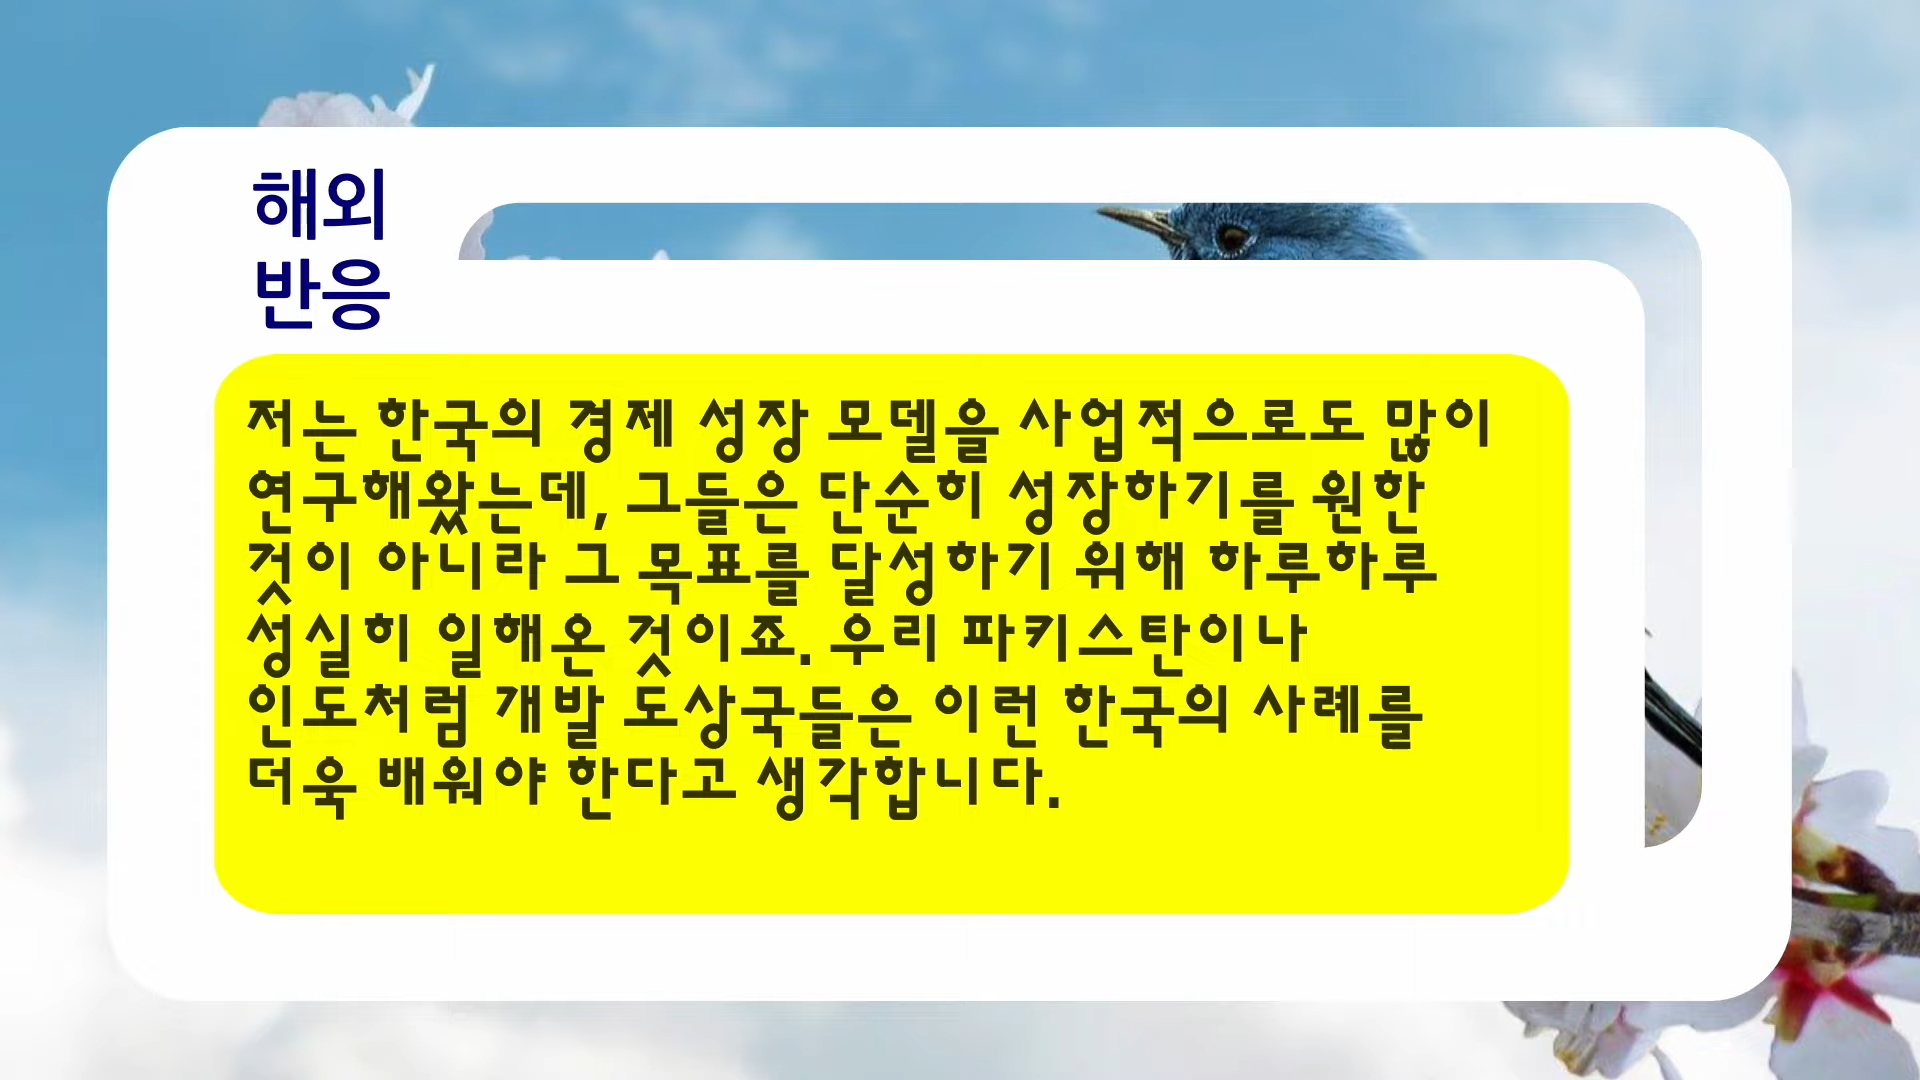 해외
반응
저는 한국의 경제 성장 모델을 사업적으로도 많이
연구해왔는데, 그들은 단순히 성장하기를 원한
것이 아니라 그 목표를 달성하기 위해 하루하루
성실히 일해온 것이죠. 우리 파키스탄이나
인도처럼 개발 도상국들은 이런 한국의 사례를
더욱 배워야 한다고 생각합니다.